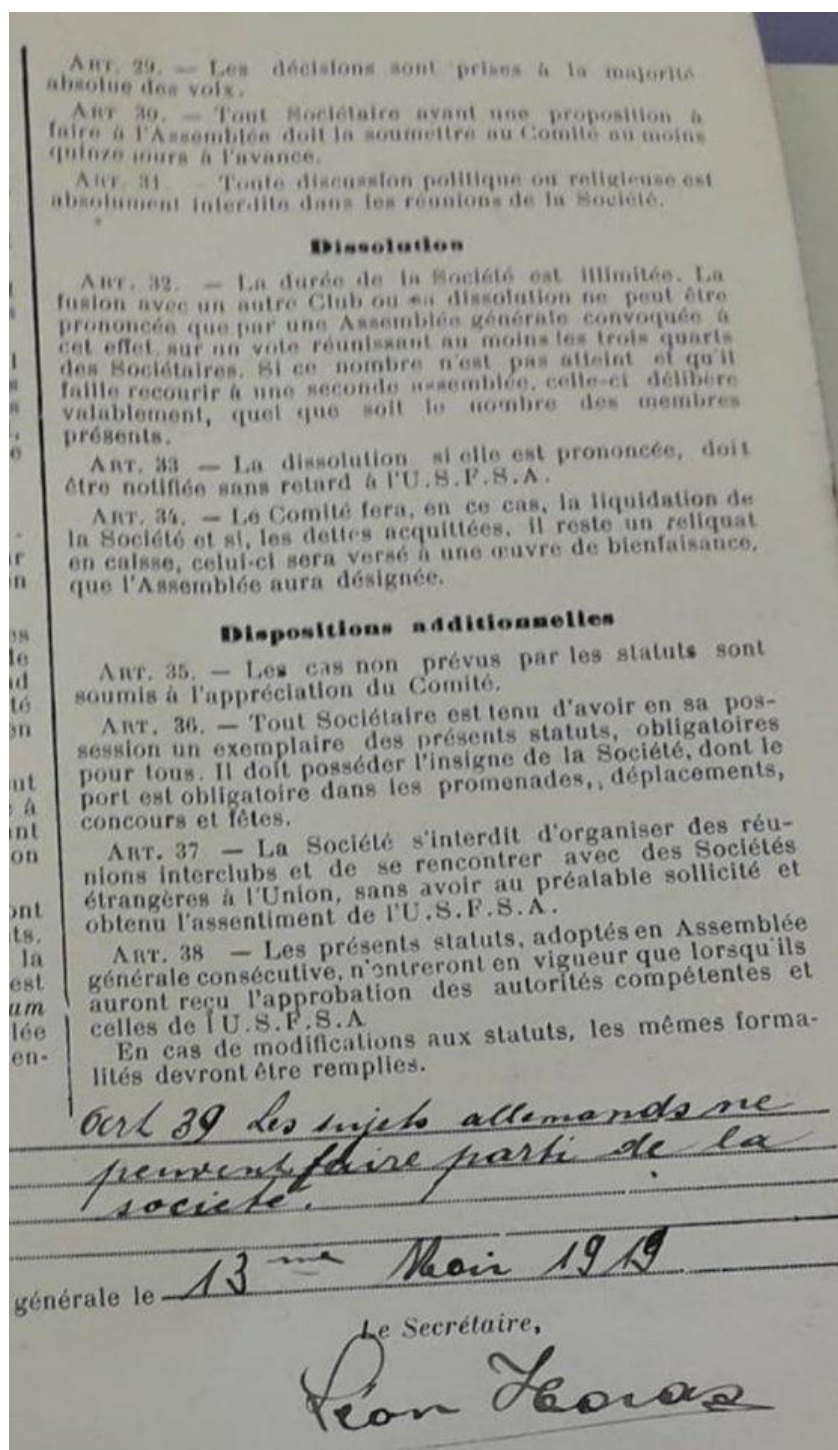 ART. 29. — Les décisions sont prises à la majorité
absolue des voix.
ART 30. — Tout Sociétaire ayant une proposition à
faire à l'Assemblée doit la soumettre au Comité au moins
quinze jours à l'avance.
ART. 31. — Toute discussion politique ou religieuse est
absolument interdite dans les réunions de la Société.
Dissolution
ART. 32. — La durée de la Société est illimitée. La
fusion avec un autre Club ou sa dissolution ne peut être
prononcée que par une Assemblée générale convoquée à
cet effet, sur un vote réunissant au moins les trois quarts
des Sociétaires. Si ce nombre n'est pas atteint et qu'il
faille recourir à une seconde assemblée, celle-ci délibère
valablement, quel que soit le nombre des membres
présents.
ART. 33 — La dissolution si elle est prononcée, doit
être notifiée sans retard à l'U.S.F.S.A.
ART. 34. — Le Comité fera, en ce cas, la liquidation de
la Société et si, les dettes acquittées, il reste un reliquat
en caisse, celui-ci sera versé à une œuvre de bienfaisance,
que l'Assemblée aura désignée.
Dispositions additionnelles
ART. 35. — Les cas non prévus par les statuts sont
soumis à l'appréciation du Comité.
ART. 36. — Tout Sociétaire est tenu d'avoir en sa pos-
session un exemplaire des présents statuts, obligatoires
pour tous. Il doit posséder l'insigne de la Société, dont le
port est obligatoire dans les promenades, déplacements,
concours et fêtes.
ART. 37 — La Société s'interdit d'organiser des réu-
nions interclubs et de se rencontrer avec des Sociétés
étrangères à l'Union, sans avoir au préalable sollicité et
obtenu l'assentiment de l'U.S.F.S.A.
ART. 38 — Les présents statuts, adoptés en Assemblée
générale consécutive, n'entreront en vigueur que lorsqu'ils
auront reçu l'approbation des autorités compétentes et
celles de l'U.S.F.S.A
En cas de modifications aux statuts, les mêmes forma-
lités devront être remplies.
Art 39 Les sujets allemands ne
peuvent faire parti de la
societé.
générale le 13 me Mai 1919
Le Secrétaire,
Léon